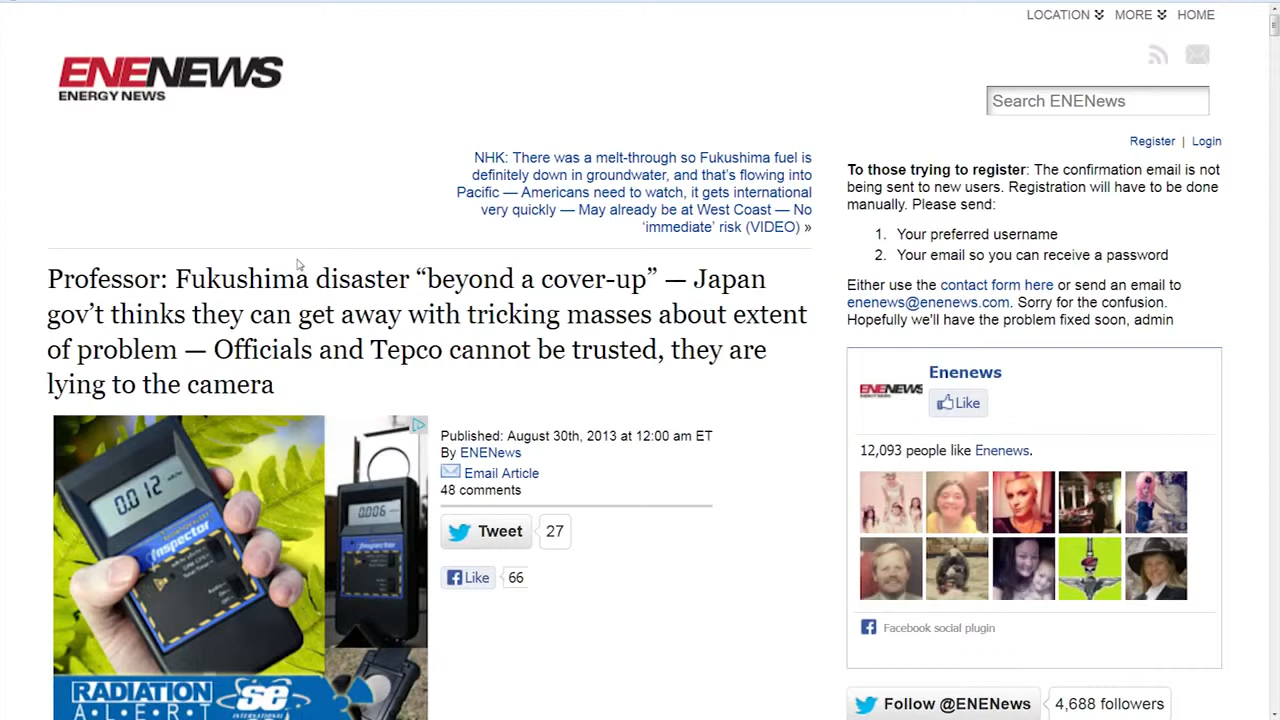 LOCATION MORE HOME
ENENEWS
ENERGY NEWS
Search ENENews
Register | Login
NHK: There was a melt-through so Fukushima fuel is
definitely down in groundwater, and that's flowing into
Pacific — Americans need to watch, it gets international
very quickly — May already be at West Coast — No
'immediate' risk (VIDEO) »
Professor: Fukushima disaster “beyond a cover-up” — Japan
gov’t thinks they can get away with tricking masses about extent
of problem — Officials and Tepco cannot be trusted, they are
lying to the camera
0.012
Inspector
0.006
RADIATION
A•L•E•R•T
se
INTERNATIONAL
Published: August 30th, 2013 at 12:00 am ET
By ENENews
Email Article
48 comments
Tweet 27
Like 66
To those trying to register: The confirmation email is not
being sent to new users. Registration will have to be done
manually. Please send:
1. Your preferred username
2. Your email so you can receive a password
Either use the contact form here or send an email to
enenews@enenews.com. Sorry for the confusion.
Hopefully we'll have the problem fixed soon, admin
ENENEWS
Enenews
Like
12,093 people like Enenews.
Facebook social plugin
Follow @ENENews 4,688 followers